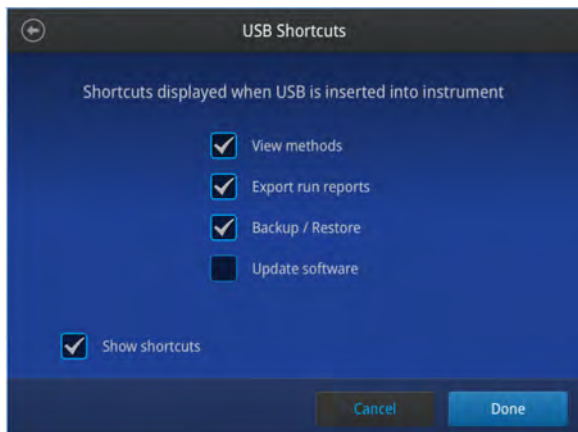 USB Shortcuts
Shortcuts displayed when USB is inserted into instrument
View methods
Export run reports
Backup / Restore
Update software
Show shortcuts
Cancel
Done